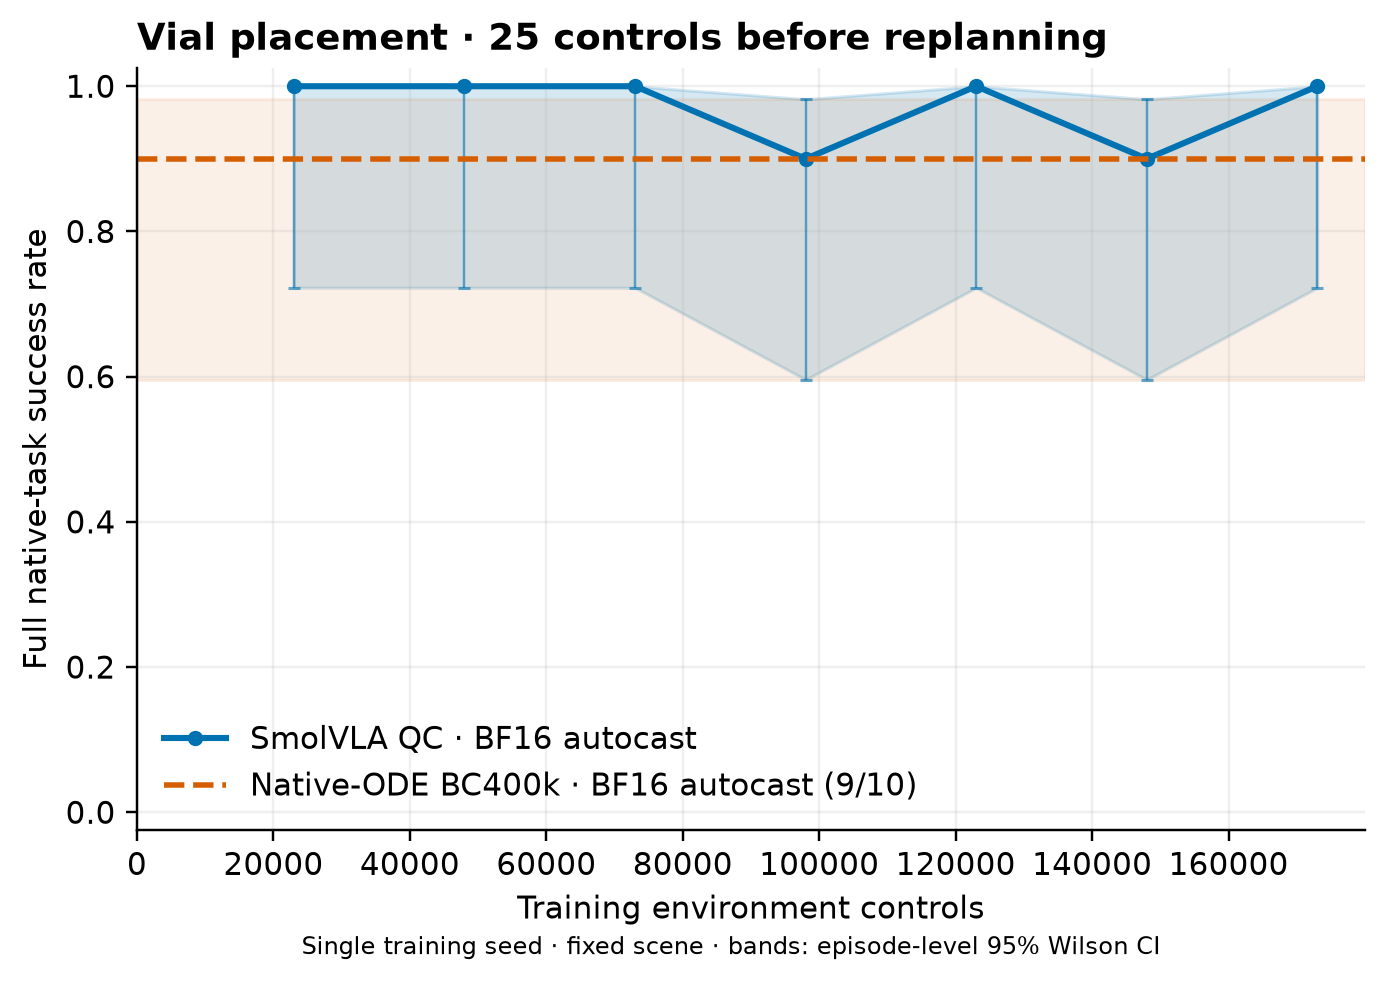 Vial placement · 25 controls before replanning
Full native-task success rate
1.0
0.8
0.6
0.4
0.2
0.0
SmolVLA QC · BF16 autocast
Native-ODE BC400k · BF16 autocast (9/10)
0 20000 40000 60000 80000 100000 120000 140000 160000
Training environment controls
Single training seed · fixed scene · bands: episode-level 95% Wilson CI